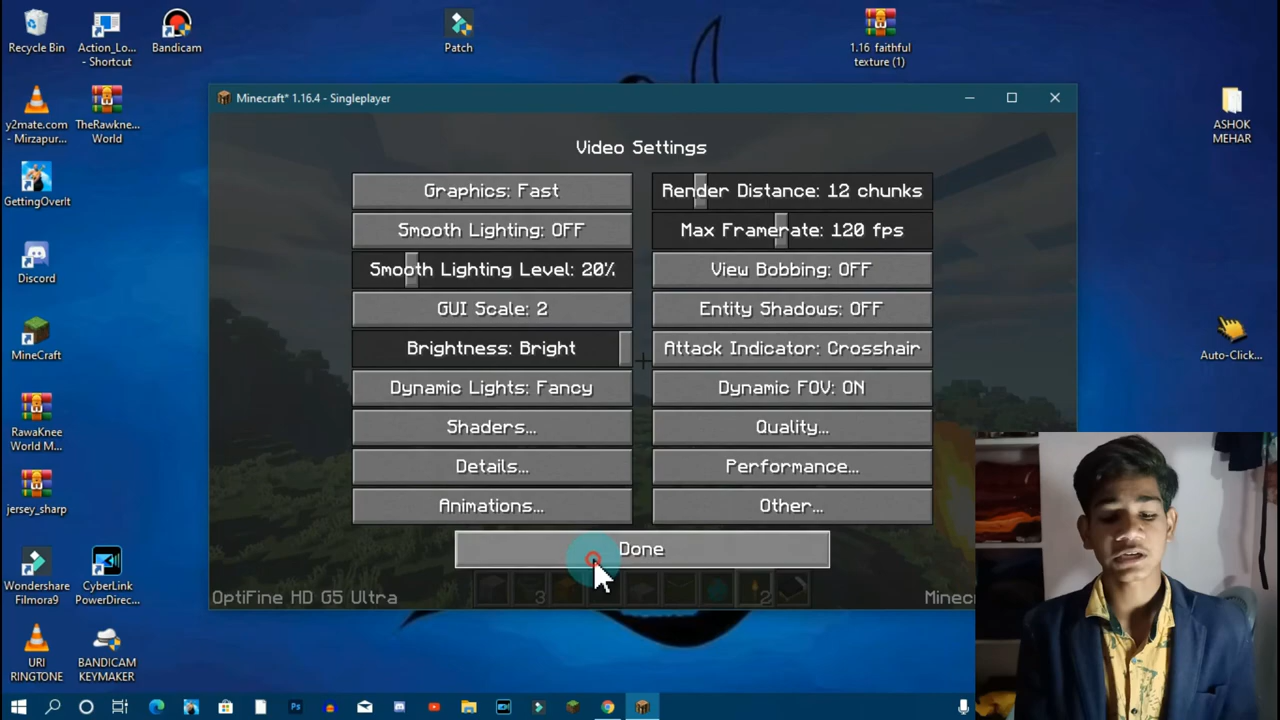 Recycle Bin
Action_Lo...
- Shortcut
Bandicam
Patch
1.16 faithful
texture (1)
y2mate.com
- Mirzapur...
TheRawkne...
World
ASHOK
MEHAR
GettingOverIt
Discord
MineCraft
Auto-Click...
RawaKnee
World M...
jersey_sharp
Wondershare
Filmora9
CyberLink
PowerDirec...
URI
RINGTONE
BANDICAM
KEYMAKER
Minecraft* 1.16.4 - Singleplayer
Video Settings
Graphics: Fast
Render Distance: 12 chunks
Smooth Lighting: OFF
Max Framerate: 120 fps
Smooth Lighting Level: 20%
View Bobbing: OFF
GUI Scale: 2
Entity Shadows: OFF
Brightness: Bright
Attack Indicator: Crosshair
Dynamic Lights: Fancy
Dynamic FOV: ON
Shaders...
Quality...
Details...
Performance...
Animations...
Other...
Done
3
2
OptiFine HD G5 Ultra
Minec
Ps